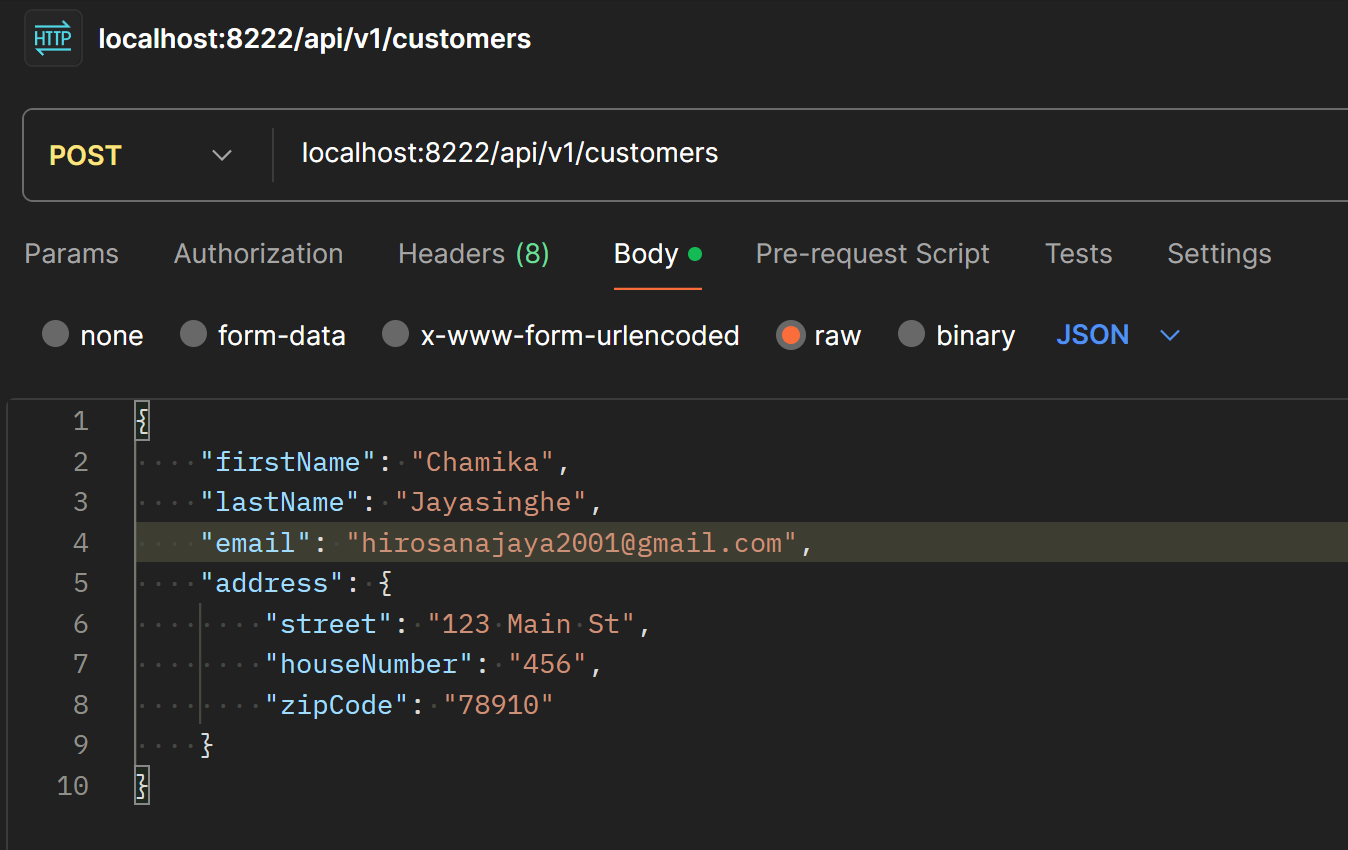 HTTP localhost:8222/api/v1/customers
POST localhost:8222/api/v1/customers
Params Authorization Headers (8) Body Pre-request Script Tests Settings
none form-data x-www-form-urlencoded raw binary JSON
1 {
2 "firstName": "Chamika",
3 "lastName": "Jayasinghe",
4 "email": "hirosanajaya2001@gmail.com",
5 "address": {
6 "street": "123 Main St",
7 "houseNumber": "456",
8 "zipCode": "78910"
9 }
10 }